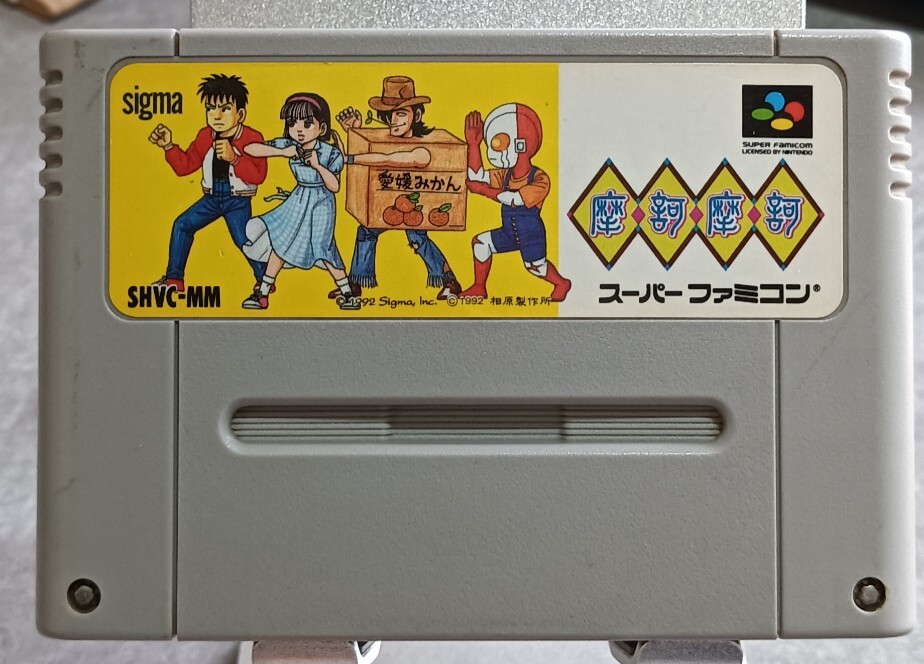 sigma
愛媛みかん
SHVC-MM
©1992 Sigma, Inc. ©1992 相原製作所
SUPER FAMICOM
LICENSED BY NINTENDO
摩訶摩訶
スーパーファミコン®